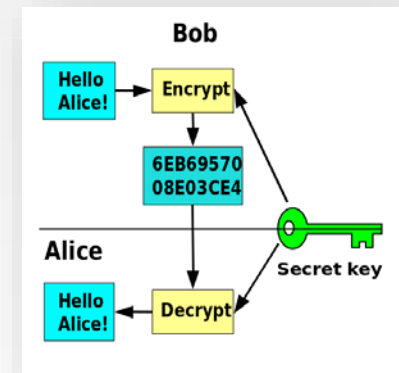 Bob
Hello
Alice!
Encrypt
6EB69570
08E03CE4
Alice
Secret key
Hello
Alice!
Decrypt